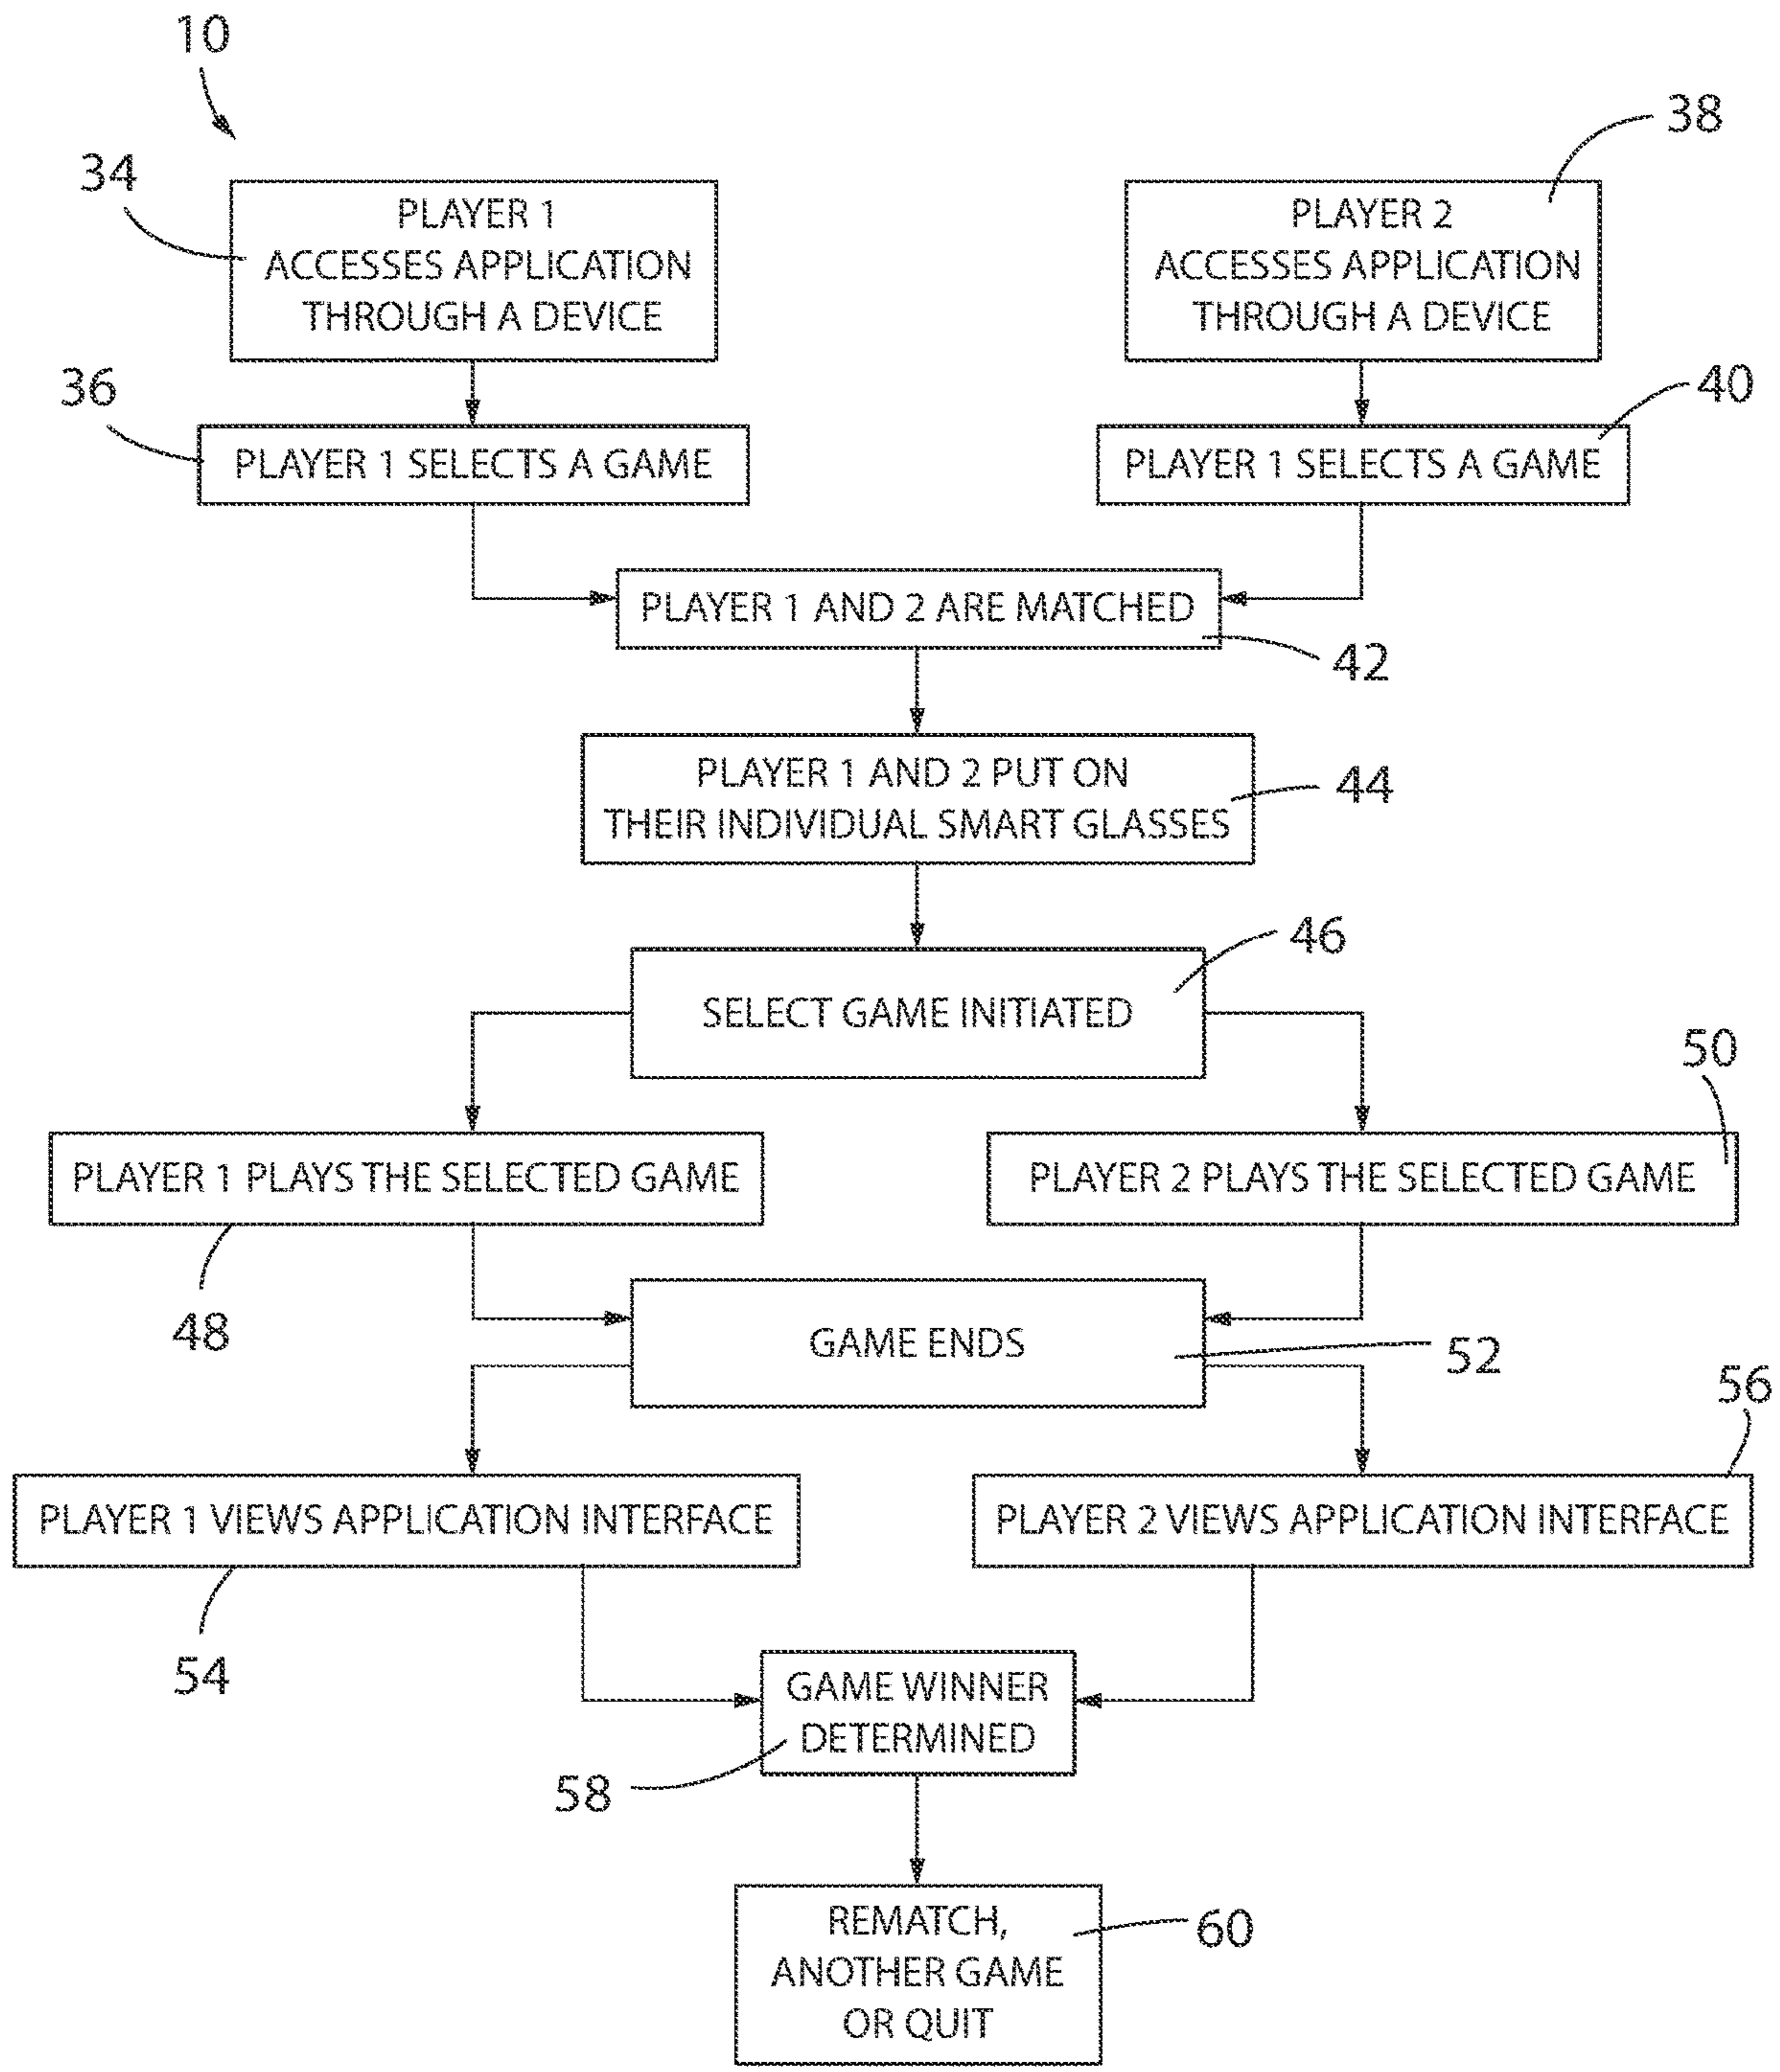 10
38
34
PLAYER 1
ACCESSES APPLICATION
THROUGH A DEVICE
PLAYER 2
ACCESSES APPLICATION
THROUGH A DEVICE
36
40
PLAYER 1 SELECTS A GAME
PLAYER 1 SELECTS A GAME
PLAYER 1 AND 2 ARE MATCHED
42
PLAYER 1 AND 2 PUT ON
THEIR INDIVIDUAL SMART GLASSES
44
46
SELECT GAME INITIATED
50
PLAYER 1 PLAYS THE SELECTED GAME
PLAYER 2 PLAYS THE SELECTED GAME
48
GAME ENDS
52
56
PLAYER 1 VIEWS APPLICATION INTERFACE
PLAYER 2 VIEWS APPLICATION INTERFACE
54
GAME WINNER
DETERMINED
58
REMATCH,
ANOTHER GAME
OR QUIT
60